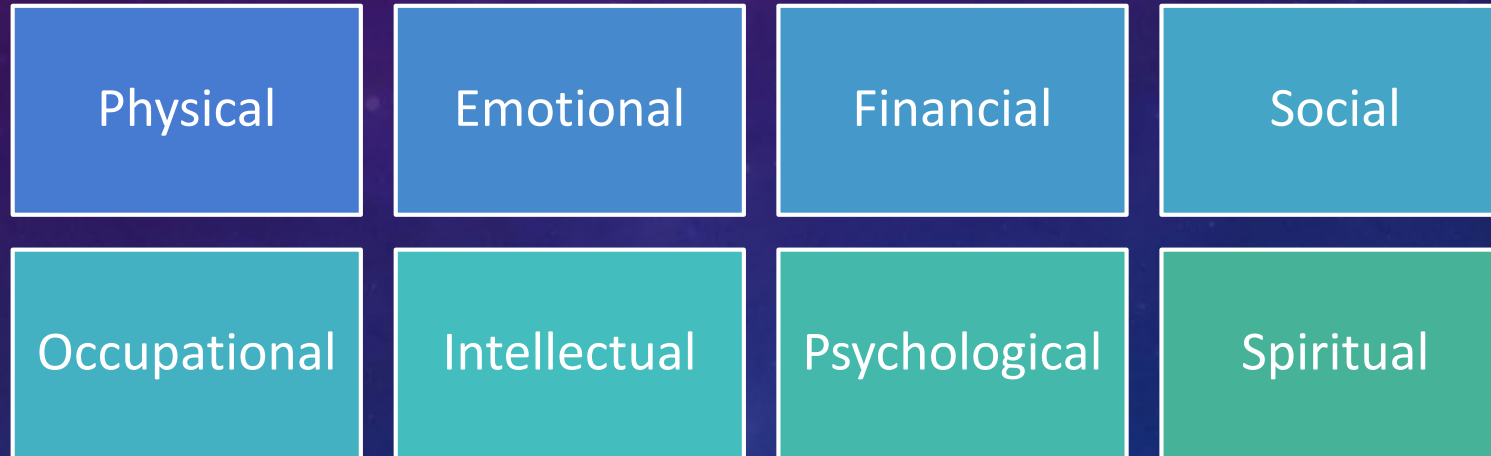 Physical
Emotional
Financial
Social
Occupational
Intellectual
Psychological
Spiritual